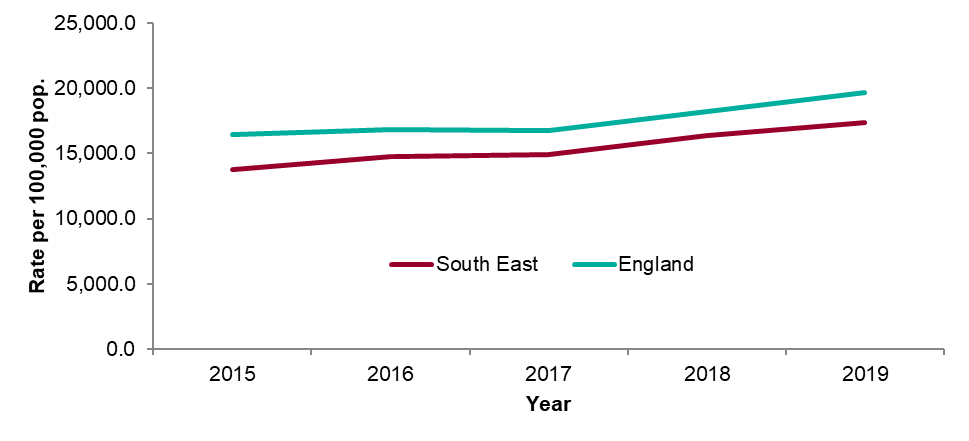 25,000.0
20,000.0
15,000.0
10,000.0
5,000.0
0.0
Rate per 100,000 pop.
South East
England
2015 2016 2017 2018 2019
Year